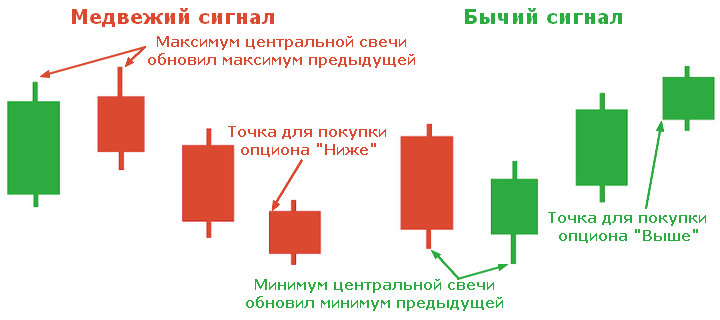 Медвежий сигнал
Максимум центральной свечи
обновил максимум предыдущей
Точка для покупки
опциона "Ниже"
Бычий сигнал
Точка для покупки
опциона "Выше"
Минимум центральной свечи
обновил минимум предыдущей